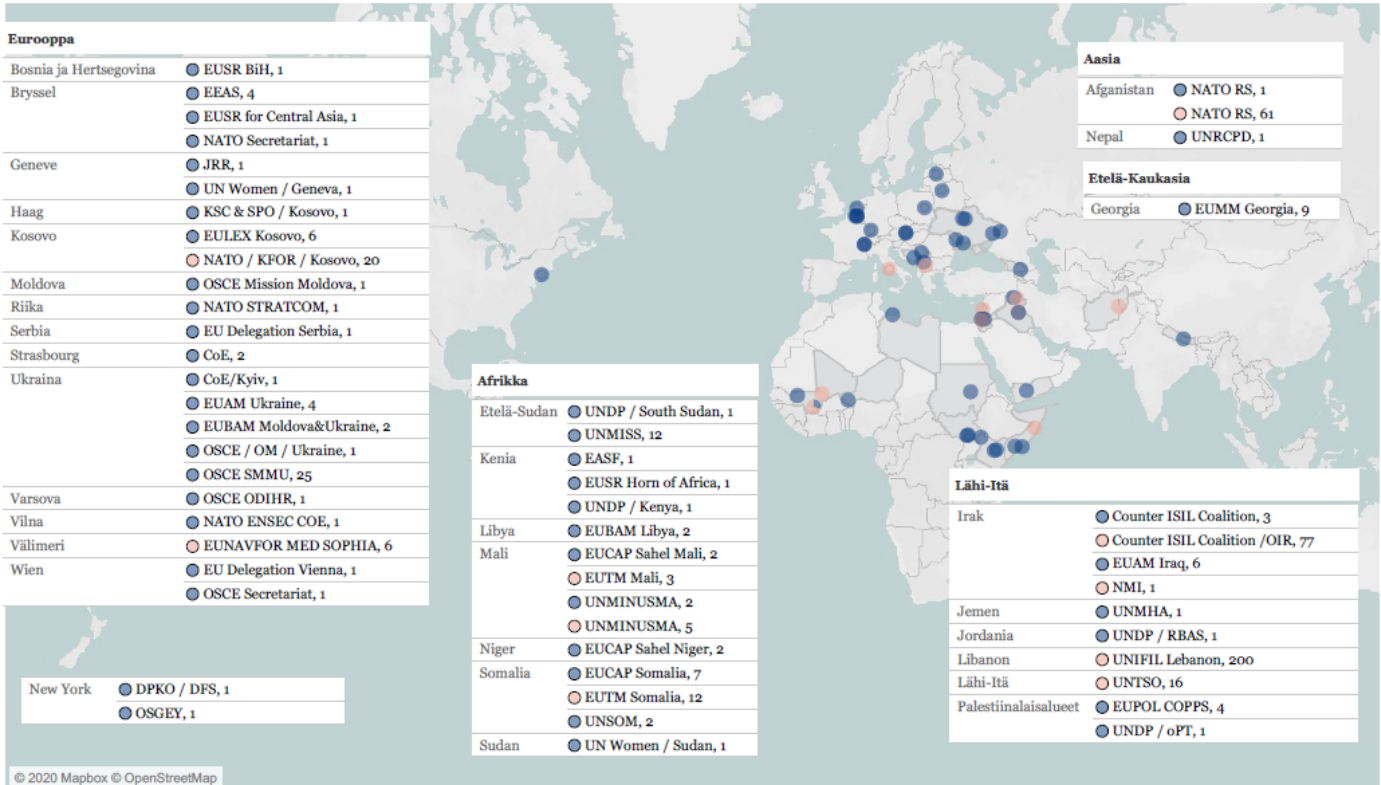 Eurooppa
Bosnia ja Hertsegovina EUSR BiH, 1
Bryssel EEAS, 4
EUSR for Central Asia, 1
NATO Secretariat, 1
Geneve JRR, 1
UN Women / Geneva, 1
Haag KSC & SPO / Kosovo, 1
Kosovo EULEX Kosovo, 6
NATO / KFOR / Kosovo, 20
Moldova OSCE Mission Moldova, 1
Riika NATO STRATCOM, 1
Serbia EU Delegation Serbia, 1
Strasbourg CoE, 2
Ukraina CoE/Kyiv, 1
EUAM Ukraine, 4
EUBAM Moldova&Ukraine, 2
OSCE / OM / Ukraine, 1
OSCE SMMU, 25
Varsova OSCE ODIHR, 1
Vilna NATO ENSEC COE, 1
Välimeri EUNAVFOR MED SOPHIA, 6
Wien EU Delegation Vienna, 1
OSCE Secretariat, 1
New York DPKO / DFS, 1
OSGEY, 1
Afrikka
Etelä-Sudan UNDP / South Sudan, 1
UNMISS, 12
Kenia EASF, 1
EUSR Horn of Africa, 1
UNDP / Kenya, 1
Libya EUBAM Libya, 2
Mali EUCAP Sahel Mali, 2
EUTM Mali, 3
UNMINUSMA, 2
UNMINUSMA, 5
Niger EUCAP Sahel Niger, 2
Somalia EUCAP Somalia, 7
EUTM Somalia, 12
UNSOM, 2
Sudan UN Women / Sudan, 1
Aasia
Afganistan NATO RS, 1
NATO RS, 61
Nepal UNRCPD, 1
Etelä-Kaukasia
Georgia EUMM Georgia, 9
Lähi-Itä
Irak Counter ISIL Coalition, 3
Counter ISIL Coalition /OIR, 77
EUAM Iraq, 6
NMI, 1
Jemen UNMHA, 1
Jordania UNDP / RBAS, 1
Libanon UNIFIL Lebanon, 200
Lähi-Itä UNTSO, 16
Palestiinalaisalueet EUPOL COPPS, 4
UNDP / oPT, 1
© 2020 Mapbox © OpenStreetMap